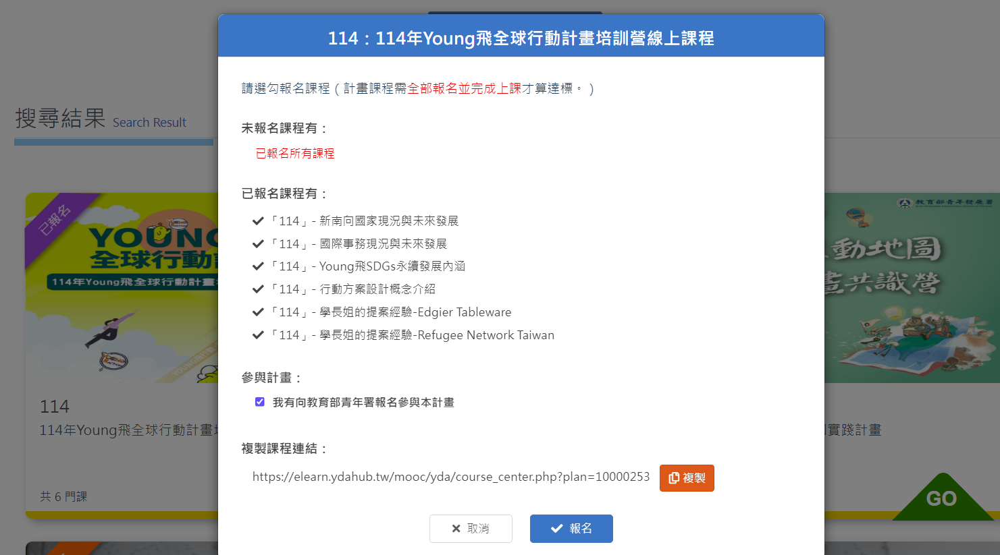 114：114年Young飛全球行動計畫培訓營線上課程
請選勾報名課程（計畫課程需全部報名並完成上課才算達標。）
未報名課程有：
已報名所有課程
已報名課程有：
「114」- 新南向國家現況與未來發展
「114」- 國際事務現況與未來發展
「114」- Young飛SDGs永續發展內涵
「114」- 行動方案設計概念介紹
「114」- 學長姐的提案經驗-Edgier Tableware
「114」- 學長姐的提案經驗-Refugee Network Taiwan
參與計畫：
我有向教育部青年署報名參與本計畫
複製課程連結：
https://elearn.ydahub.tw/mooc/yda/course_center.php?plan=10000253
複製
取消
報名
搜尋結果 Search Result
已報名
YOUNG
全球行動
114年Young飛全球行動計畫
114
114年Young飛全球行動計畫
共 6 門課
教育部青年發展署
動地圖
畫共識營
實踐計畫
GO